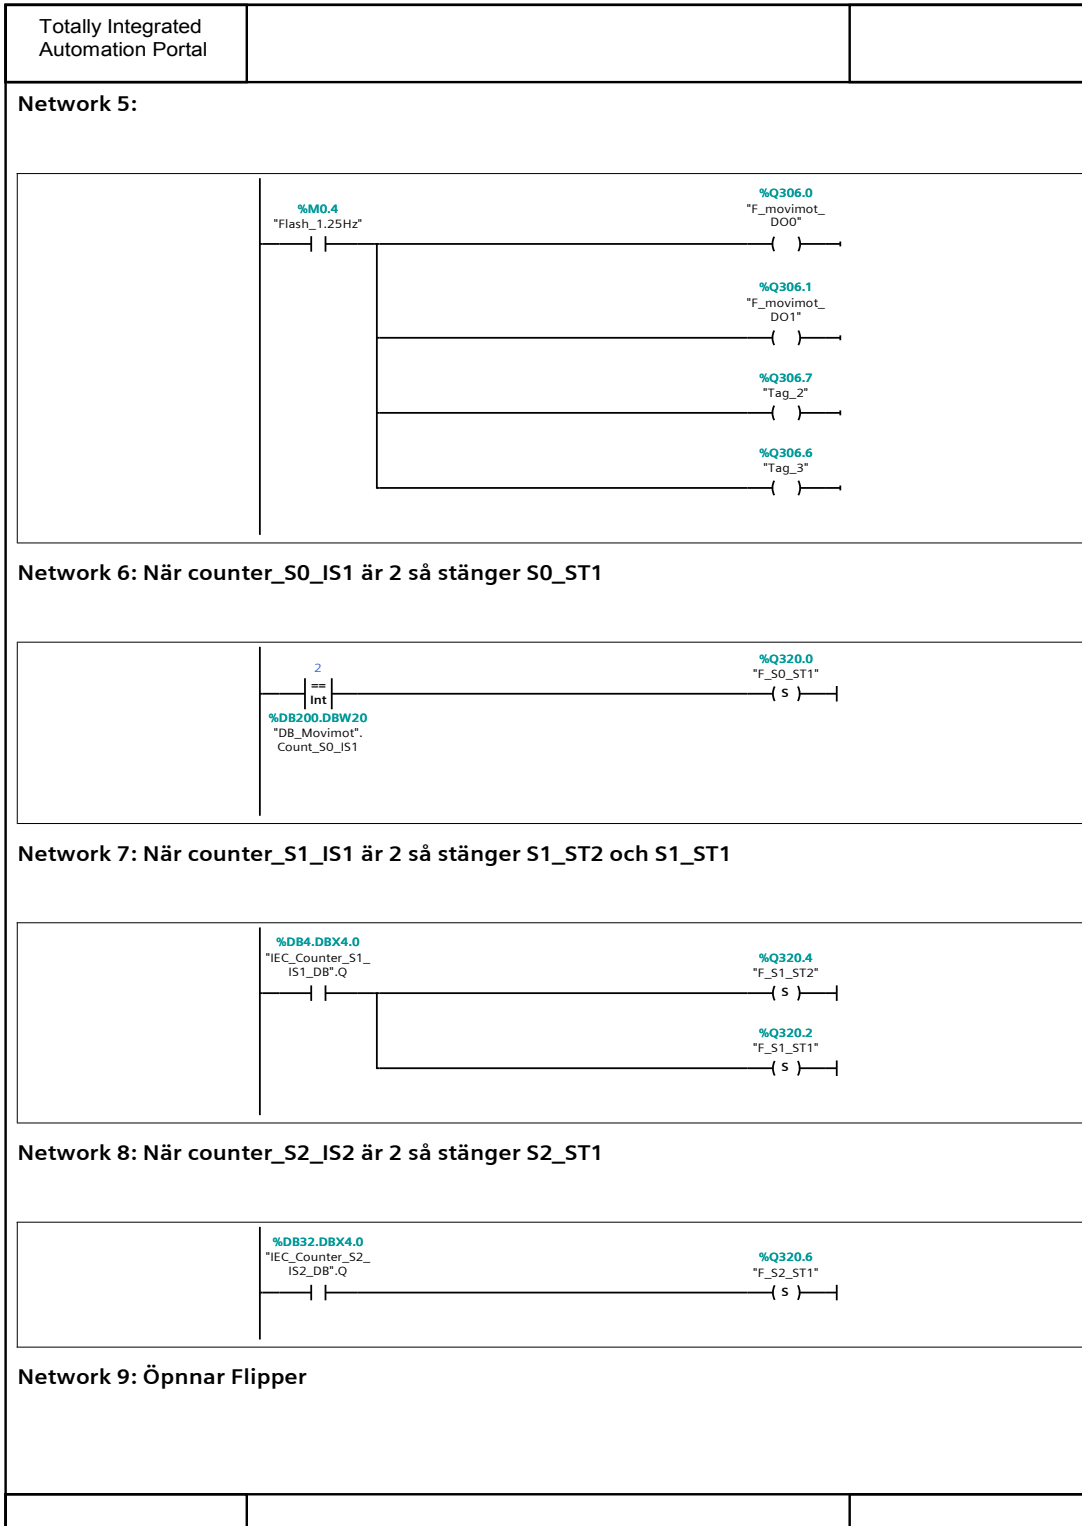 Totally Integrated
Automation Portal
Network 5:
%M0.4
"Flash_1.25Hz"
%Q306.0
"F_movimot_
DO0"
%Q306.1
"F_movimot_
DO1"
%Q306.7
"Tag_2"
%Q306.6
"Tag_3"
Network 6: När counter_S0_IS1 är 2 så stänger S0_ST1
2
==
Int
%DB200.DBW20
"DB_Movimot".
Count_S0_IS1
%Q320.0
"F_S0_ST1"
S
Network 7: När counter_S1_IS1 är 2 så stänger S1_ST2 och S1_ST1
%DB4.DBX4.0
"IEC_Counter_S1_
IS1_DB".Q
%Q320.4
"F_S1_ST2"
S
%Q320.2
"F_S1_ST1"
S
Network 8: När counter_S2_IS2 är 2 så stänger S2_ST1
%DB32.DBX4.0
"IEC_Counter_S2_
IS2_DB".Q
%Q320.6
"F_S2_ST1"
S
Network 9: Öpnnar Flipper